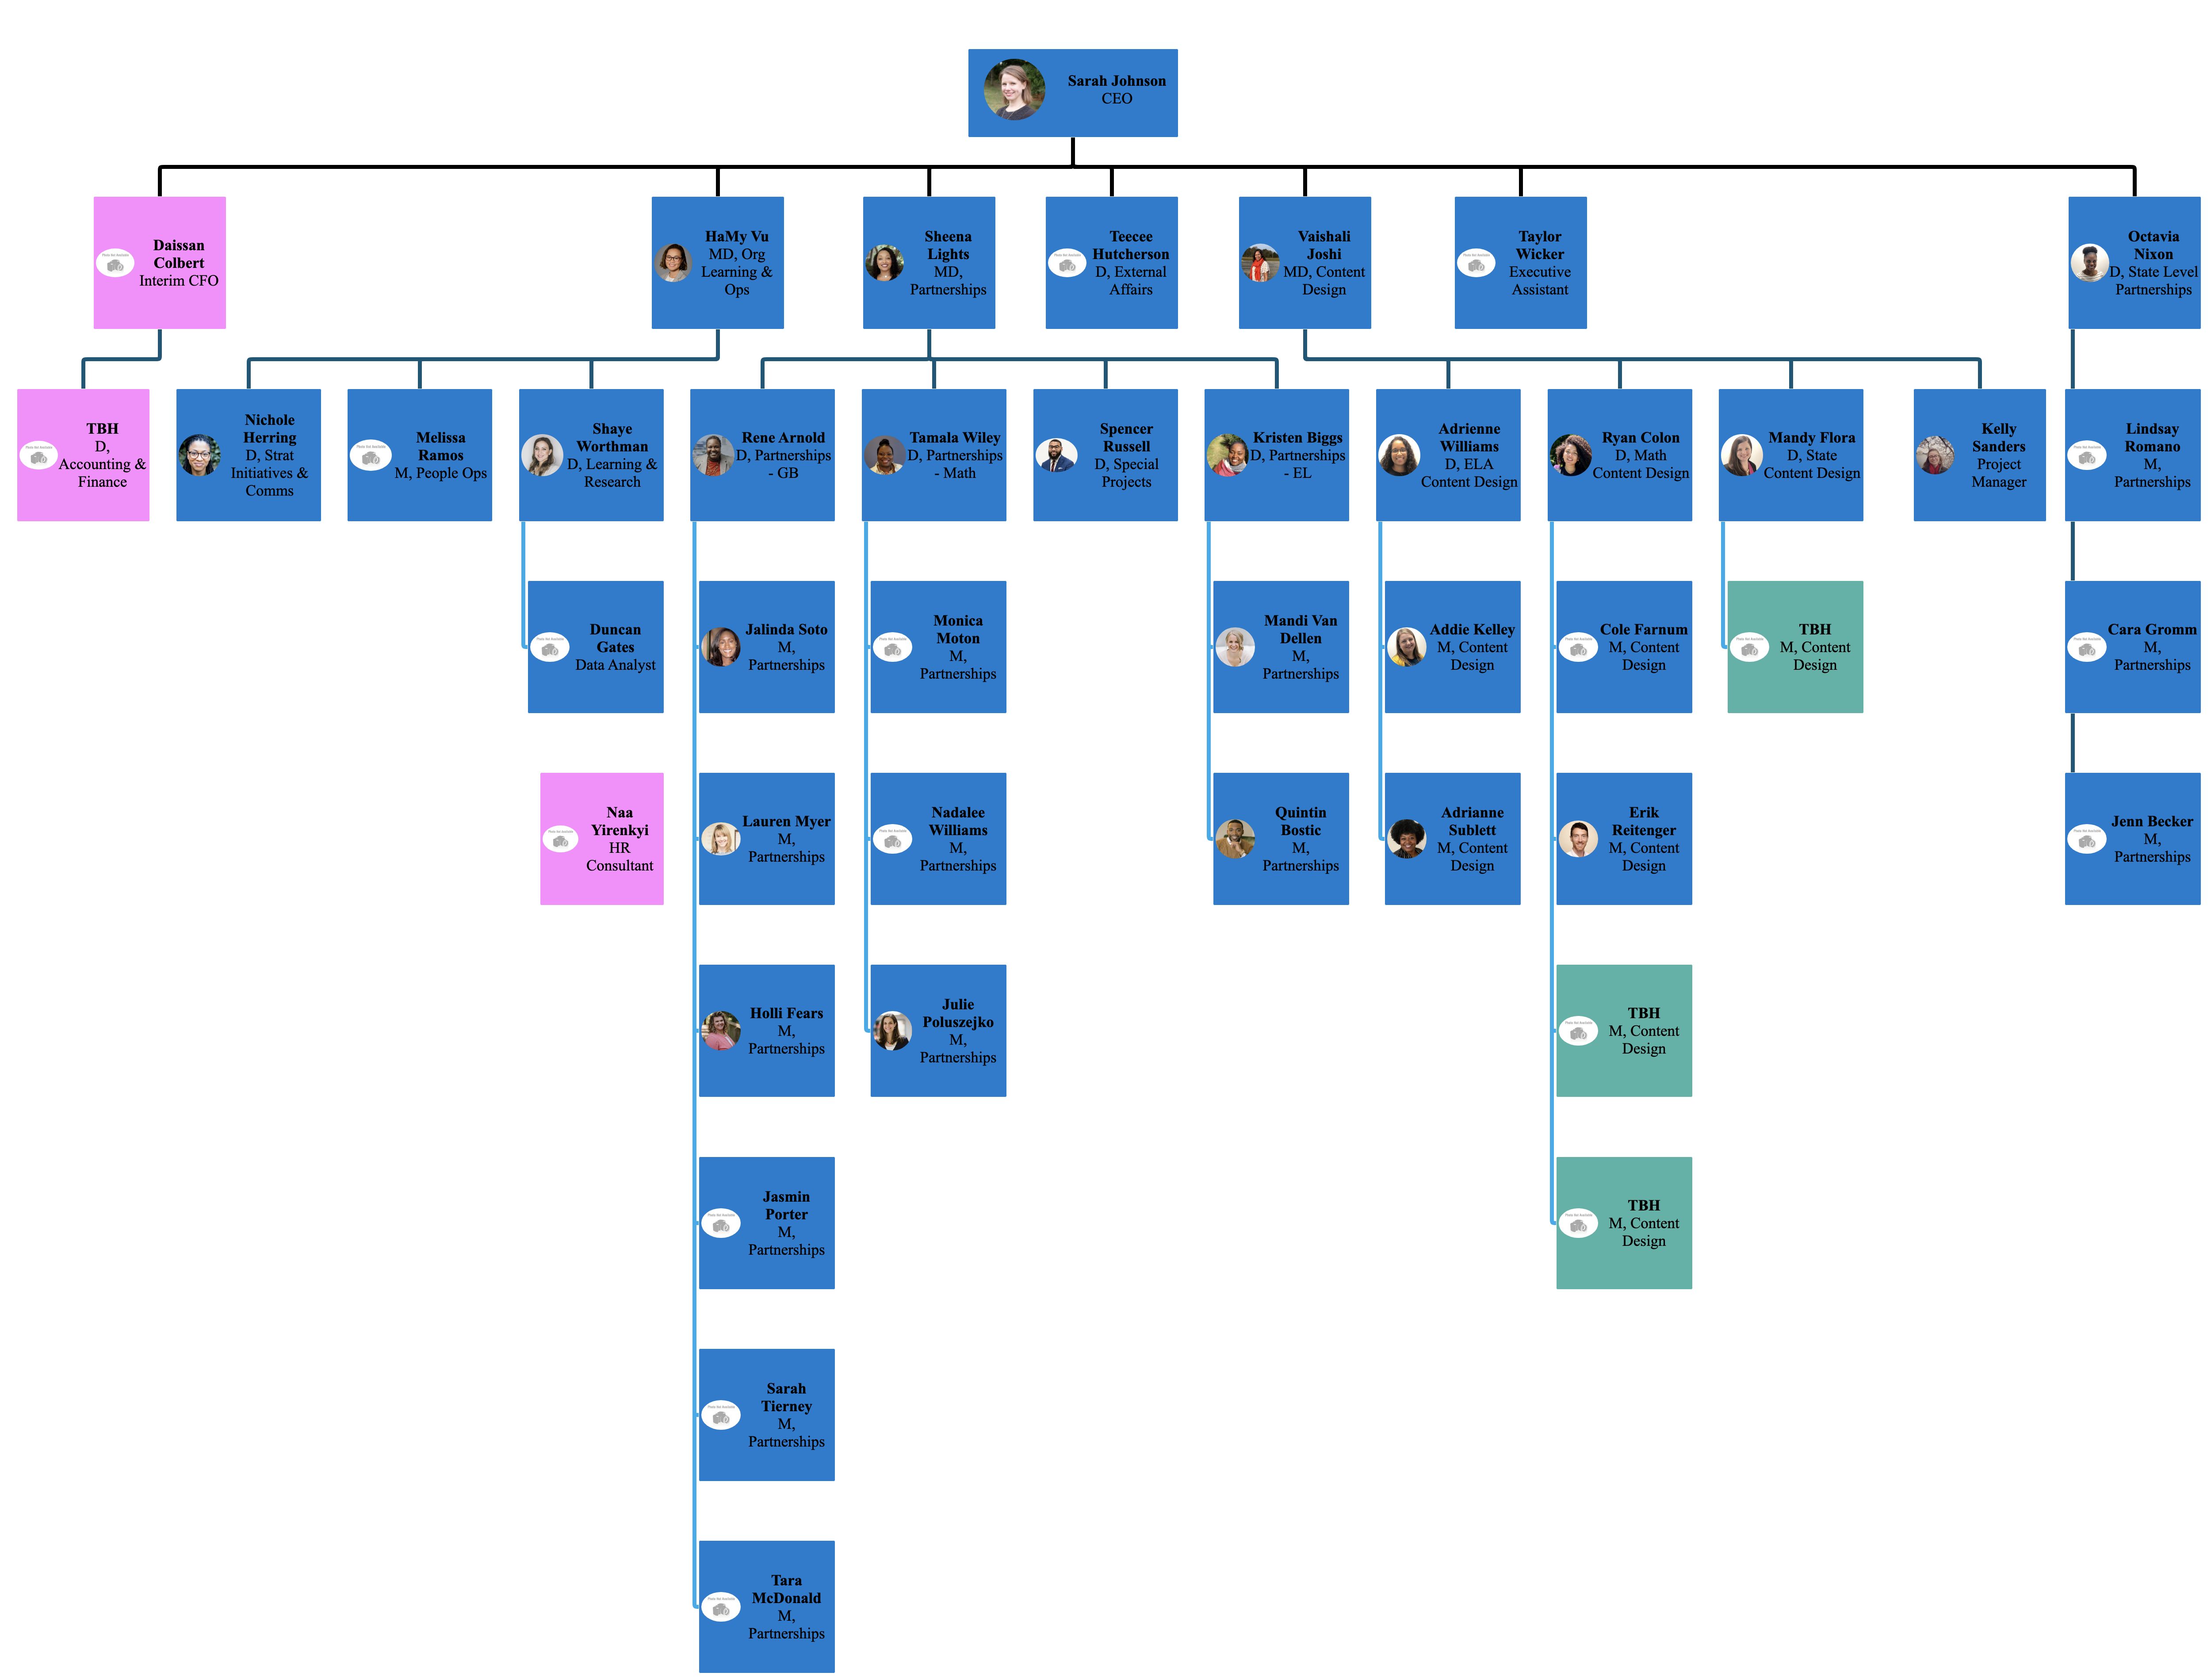 Sarah Johnson
CEO
Daissan
Colbert
Interim CFO
HaMy Vu
MD, Org
Learning &
Ops
Sheena
Lights
MD,
Partnerships
Teecee
Hutcherson
D, External
Affairs
Vaishali
Joshi
MD, Content
Design
Taylor
Wicker
Executive
Assistant
Octavia
Nixon
D, State Level
Partnerships
TBH
D,
Accounting &
Finance
Nichole
Herring
D, Strat
Initiatives &
Comms
Melissa
Ramos
M, People Ops
Shaye
Worthman
D, Learning &
Research
Rene Arnold
D, Partnerships
- GB
Tamala Wiley
D, Partnerships
- Math
Spencer
Russell
D, Special
Projects
Kristen Biggs
D, Partnerships
- EL
Adrienne
Williams
D, ELA
Content Design
Ryan Colon
D, Math
Content Design
Mandy Flora
D, State
Content Design
Kelly
Sanders
Project
Manager
Lindsay
Romano
M,
Partnerships
Duncan
Gates
Data Analyst
Jalinda Soto
M,
Partnerships
Monica
Moton
M,
Partnerships
Mandi Van
Dellen
M,
Partnerships
Addie Kelley
M, Content
Design
Cole Farnum
M, Content
Design
TBH
M, Content
Design
Cara Gromm
M,
Partnerships
Naa
Yirenkyi
HR
Consultant
Lauren Myer
M,
Partnerships
Nadalee
Williams
M,
Partnerships
Quintin
Bostic
M,
Partnerships
Adrianne
Sublett
M, Content
Design
Erik
Reitenger
M, Content
Design
Jenn Becker
M,
Partnerships
Holli Fears
M,
Partnerships
Julie
Poluszejko
M,
Partnerships
TBH
M, Content
Design
Jasmin
Porter
M,
Partnerships
TBH
M, Content
Design
Sarah
Tierney
M,
Partnerships
Tara
McDonald
M,
Partnerships